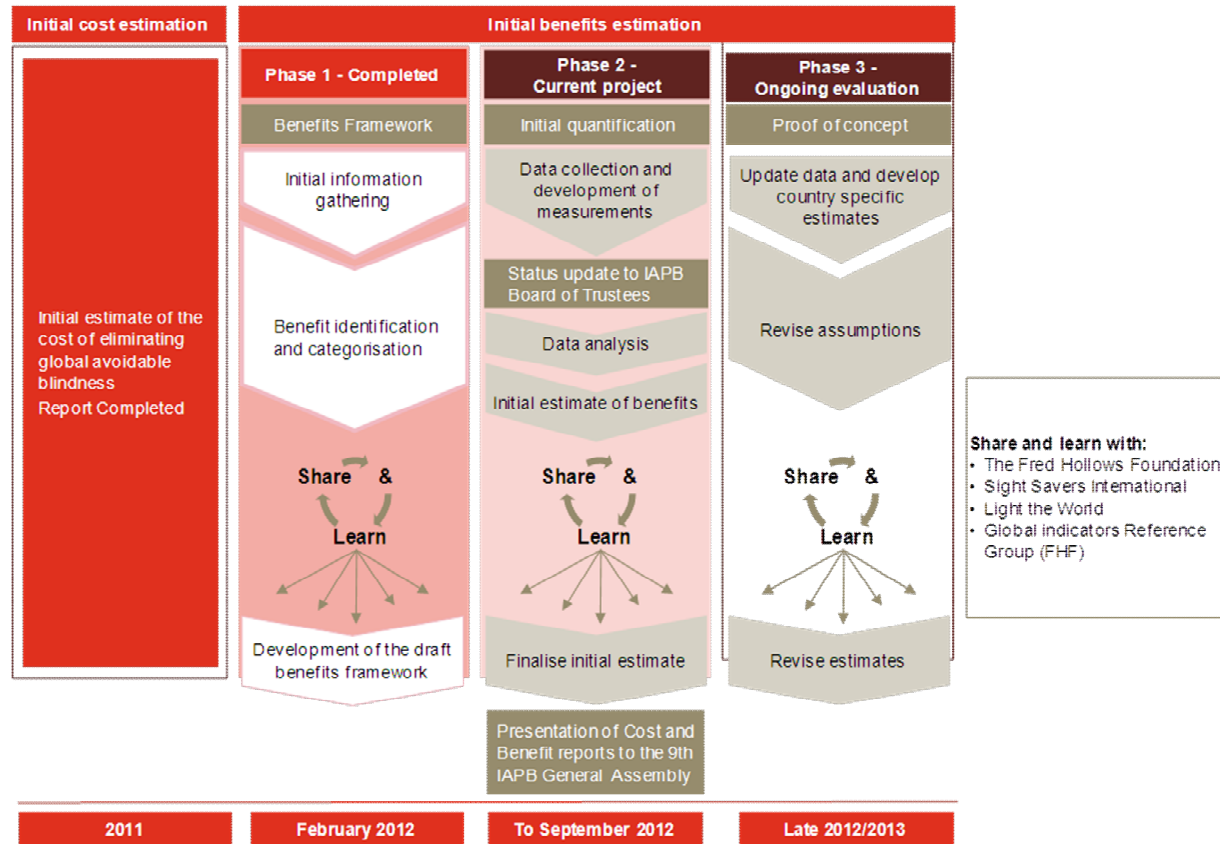 Initial cost estimation
Initial benefits estimation
Initial estimate of the
cost of eliminating
global avoidable
blindness
Report Completed
Phase 1 - Completed
Benefits Framework
Initial information
gathering
Benefit identification
and categorisation
Share &
Learn
Development of the draft
benefits framework
Phase 2 -
Current project
Initial quantification
Data collection and
development of
measurements
Status update to IAPB
Board of Trustees
Data analysis
Initial estimate of benefits
Share &
Learn
Finalise initial estimate
Presentation of Cost and
Benefit reports to the 9th
IAPB General Assembly
Phase 3 -
Ongoing evaluation
Proof of concept
Update data and develop
country specific
estimates
Revise assumptions
Share &
Learn
Revise estimates
Share and learn with:
• The Fred Hollows Foundation
• Sight Savers International
• Light the World
• Global indicators Reference
Group (FHF)
2011
February 2012
To September 2012
Late 2012/2013